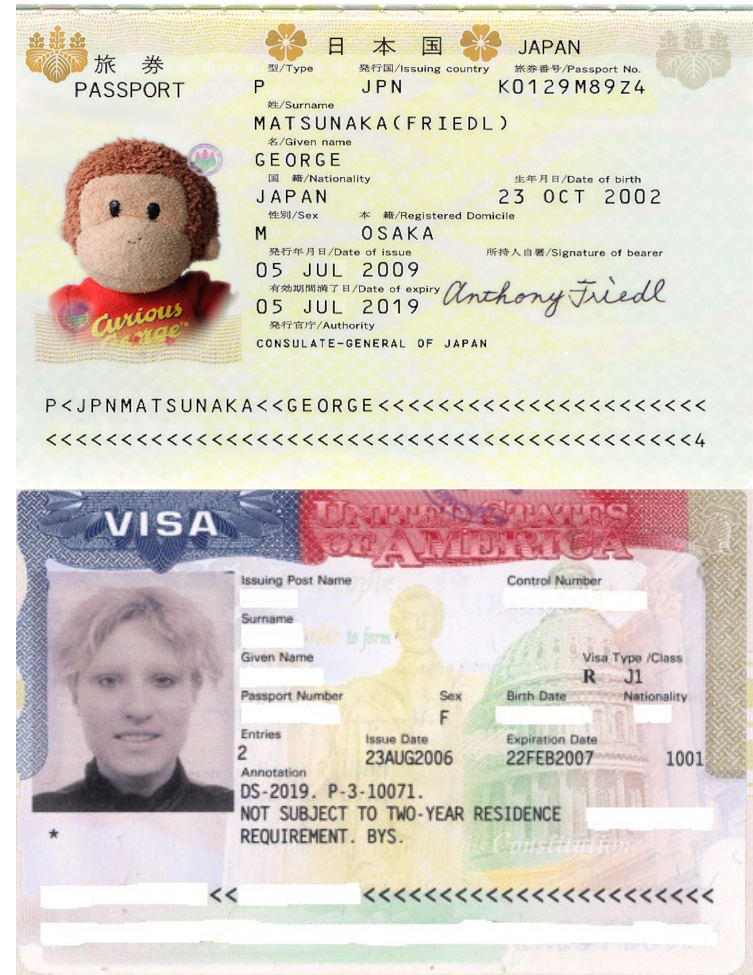 旅 券
PASSPORT
日 本 国
JAPAN
型/Type
発行国/Issuing country
旅券番号/Passport No.
P
JPN
K0129M89Z4
姓/Surname
MATSUNAKA(FRIEDL)
名/Given name
GEORGE
国 籍/Nationality
生年月日/Date of birth
JAPAN
23 OCT 2002
性別/Sex
本 籍/Registered Domicile
M
OSAKA
発行年月日/Date of issue
所持人自署/Signature of bearer
05 JUL 2009
有効期間満了日/Date of expiry
Anthony Friedl
05 JUL 2019
発行官庁/Authority
CONSULATE-GENERAL OF JAPAN
Curious
George
P<JPNMATSUNAKA<<GEORGE<<<<<<<<<<<<<<<<<<<<<<
<<<<<<<<<<<<<<<<<<<<<<<<<<<<<<<<<<<<<<<<<<<4
VISA
UNITED STATES
OF AMERICA
Issuing Post Name
Control Number
Surname
to form
Given Name
Visa Type /Class
R J1
Passport Number
Sex
Birth Date
Nationality
F
Entries
Issue Date
Expiration Date
2
23AUG2006
22FEB2007
1001
Annotation
DS-2019. P-3-10071.
NOT SUBJECT TO TWO-YEAR RESIDENCE
REQUIREMENT. BYS.
Constitution
*
<<
<<<<<<<<<<<<<<<<<<<<<<<<